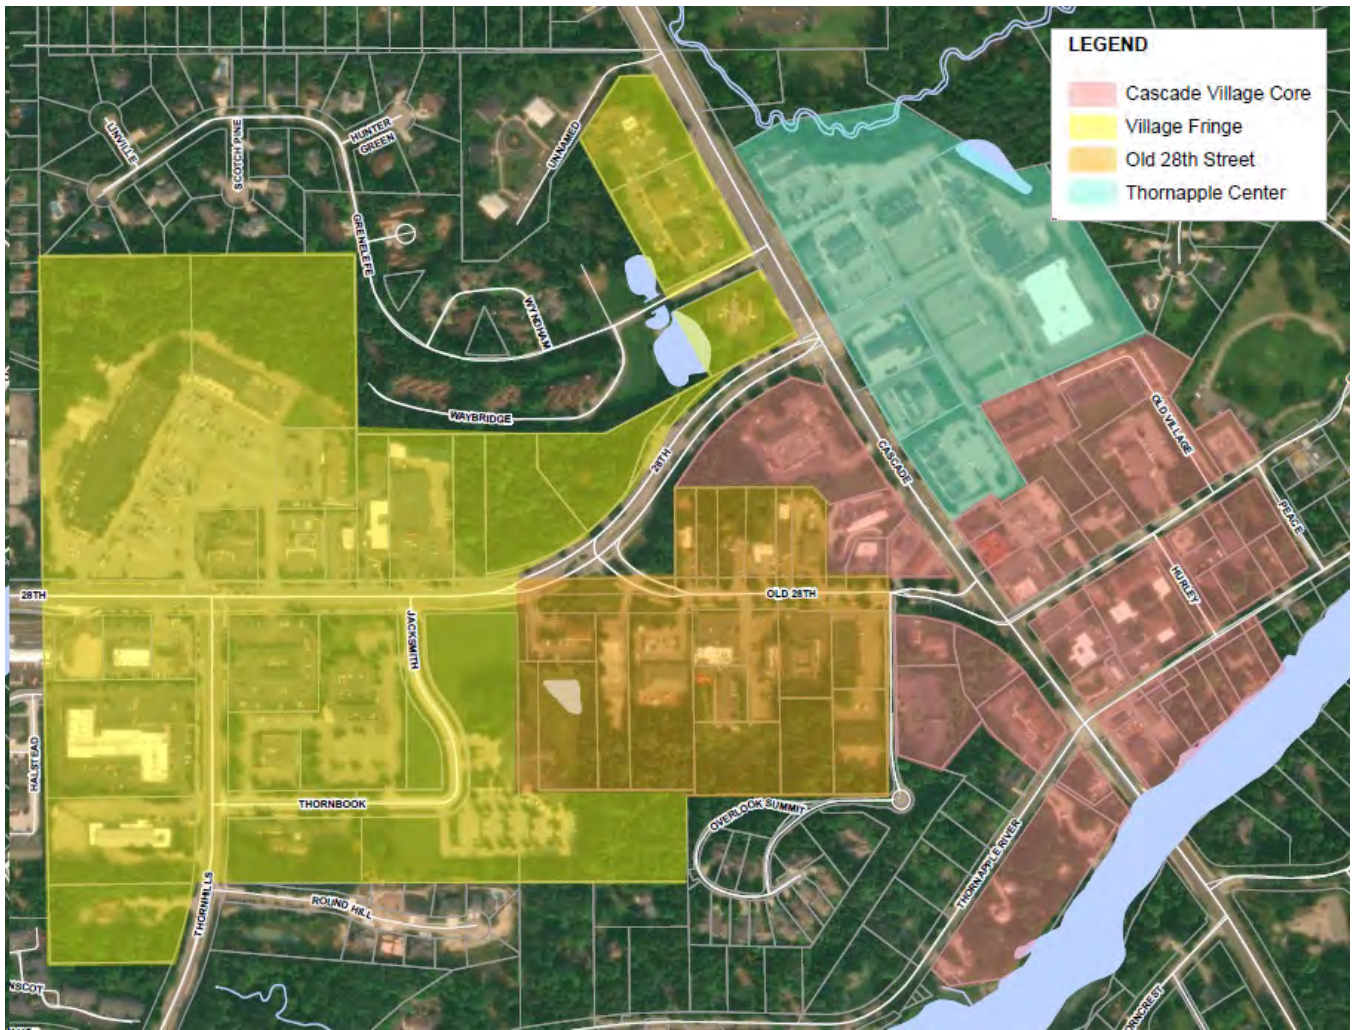 LEGEND
Cascade Village Core
Village Fringe
Old 28th Street
Thornapple Center
LINVILLE
SCOTCH PINE
HUNTER
GREEN
UNNAMED
GRENELEFE
WYNDHAM
WAYBRIDGE
28TH
CASCADE
OLD VILLAGE
PEACE
HURLEY
28TH
OLD 28TH
JACKSMITH
HALSTEAD
THORNBOOK
OVERLOOK SUMMIT
THORNAPPLE RIVER
THORNHILLS
ROUND HILL
NSCOT
ORNCREST